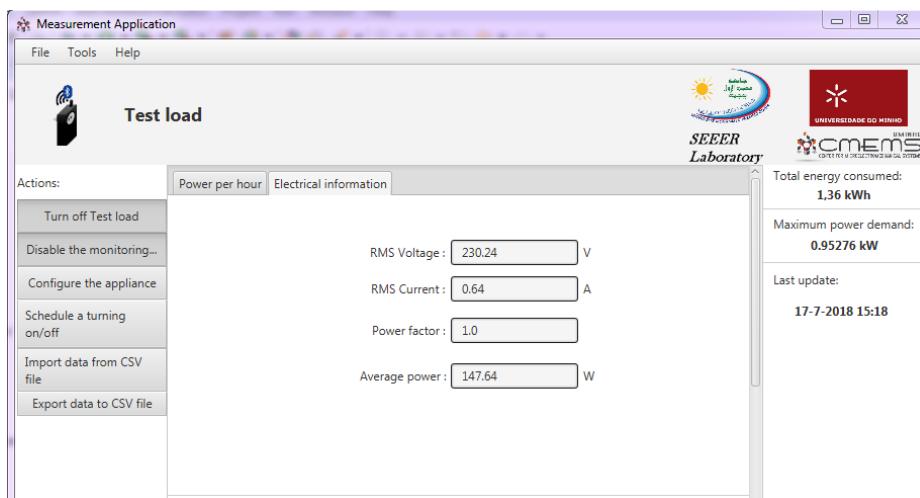 Measurement Application
File Tools Help
Test load
SEEER
Laboratory
UNIVERSIDADE DO MINHO
CMEMS
Actions:
Turn off Test load
Disable the monitoring...
Configure the appliance
Schedule a turning
on/off
Import data from CSV
file
Export data to CSV file
Power per hour Electrical information
RMS Voltage : 230.24 V
RMS Current : 0.64 A
Power factor : 1.0
Average power : 147.64 W
Total energy consumed:
1,36 kWh
Maximum power demand:
0.95276 kW
Last update:
17-7-2018 15:18